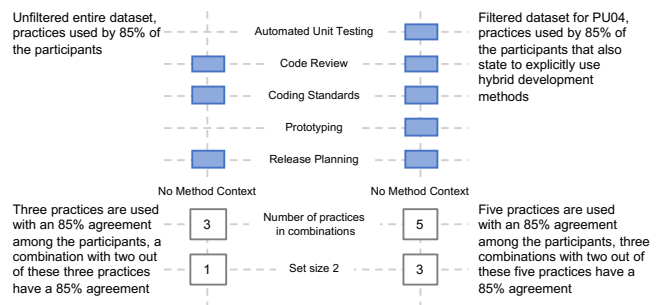 Unfiltered entire dataset,
practices used by 85% of
the participants
Automated Unit Testing
Code Review
Coding Standards
Prototyping
Release Planning
Filtered dataset for PU04,
practices used by 85% of
the participants that also
state to explicitly use
hybrid development
methods
No Method Context
No Method Context
Three practices are used
with an 85% agreement
among the participants, a
combination with two out
of these three practices
have a 85% agreement
3
Number of practices
in combinations
5
1
Set size 2
3
Five practices are used
with an 85% agreement
among the participants, three
combinations with two out of
these five practices have a
85% agreement